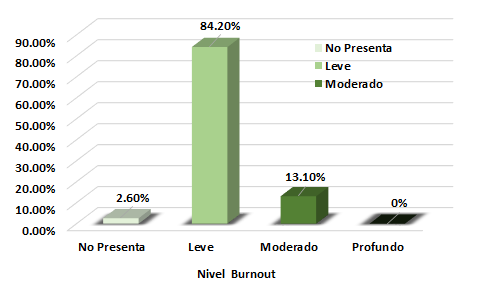 84.20%
90.00%
80.00%
70.00%
60.00%
50.00%
40.00%
30.00%
20.00%
10.00%
0.00%
No Presenta
Leve
Moderado
2.60%
13.10%
0%
No Presenta Leve Moderado Profundo
Nivel Burnout